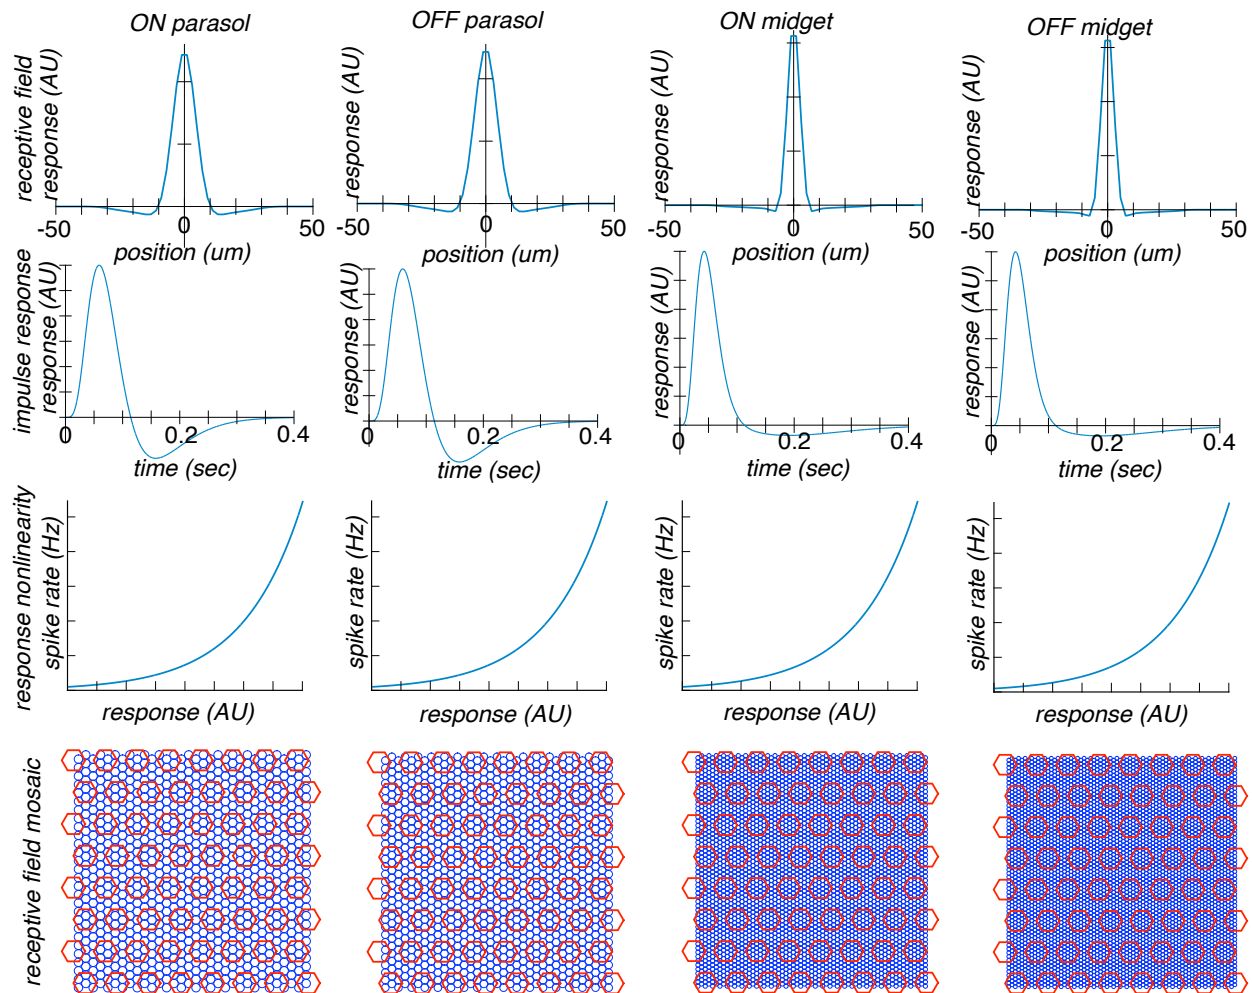 ON parasol
OFF parasol
ON midget
OFF midget
receptive field
response (AU)
-50
0
50
position (um)
response (AU)
-50
0
50
position (um)
response (AU)
-50
0
50
position (um)
response (AU)
-50
0
50
position (um)
impulse response
response (AU)
0
0.2
0.4
time (sec)
response (AU)
0
0.2
0.4
time (sec)
response (AU)
0
0.2
0.4
time (sec)
response (AU)
0
0.2
0.4
time (sec)
response nonlinearity
spike rate (Hz)
response (AU)
spike rate (Hz)
response (AU)
spike rate (Hz)
response (AU)
spike rate (Hz)
response (AU)
receptive field mosaic